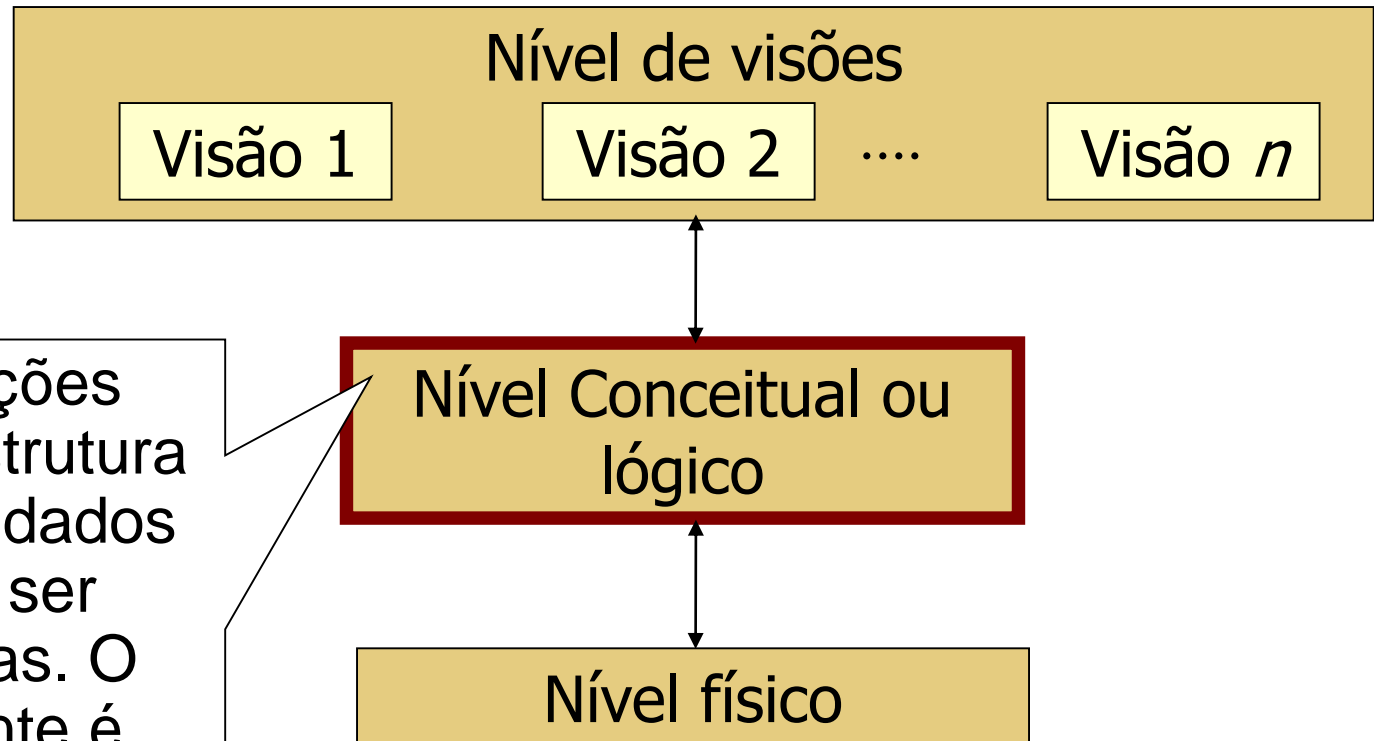 Nível de visões
Visão 1
Visão 2
....
Visão n
Nível Conceitual ou
lógico
ções
trutura
dados
ser
as. O
nte é
Nível físico